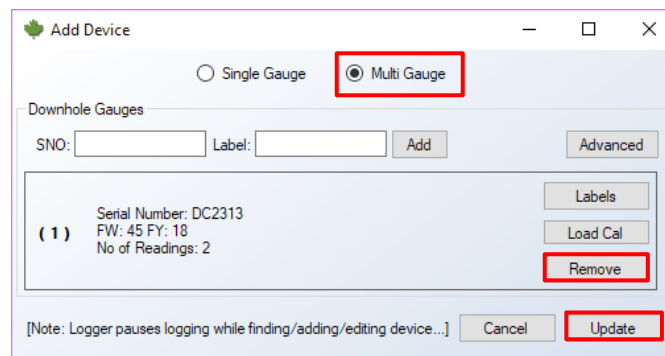 Add Device
Single Gauge Multi Gauge
Downhole Gauges
SNO: Label: Add Advanced
Labels
Serial Number: DC2313
( 1 ) FW: 45 FY: 18 Load Cal
No of Readings: 2
Remove
[Note: Logger pauses logging while finding/adding/editing device...] Cancel Update